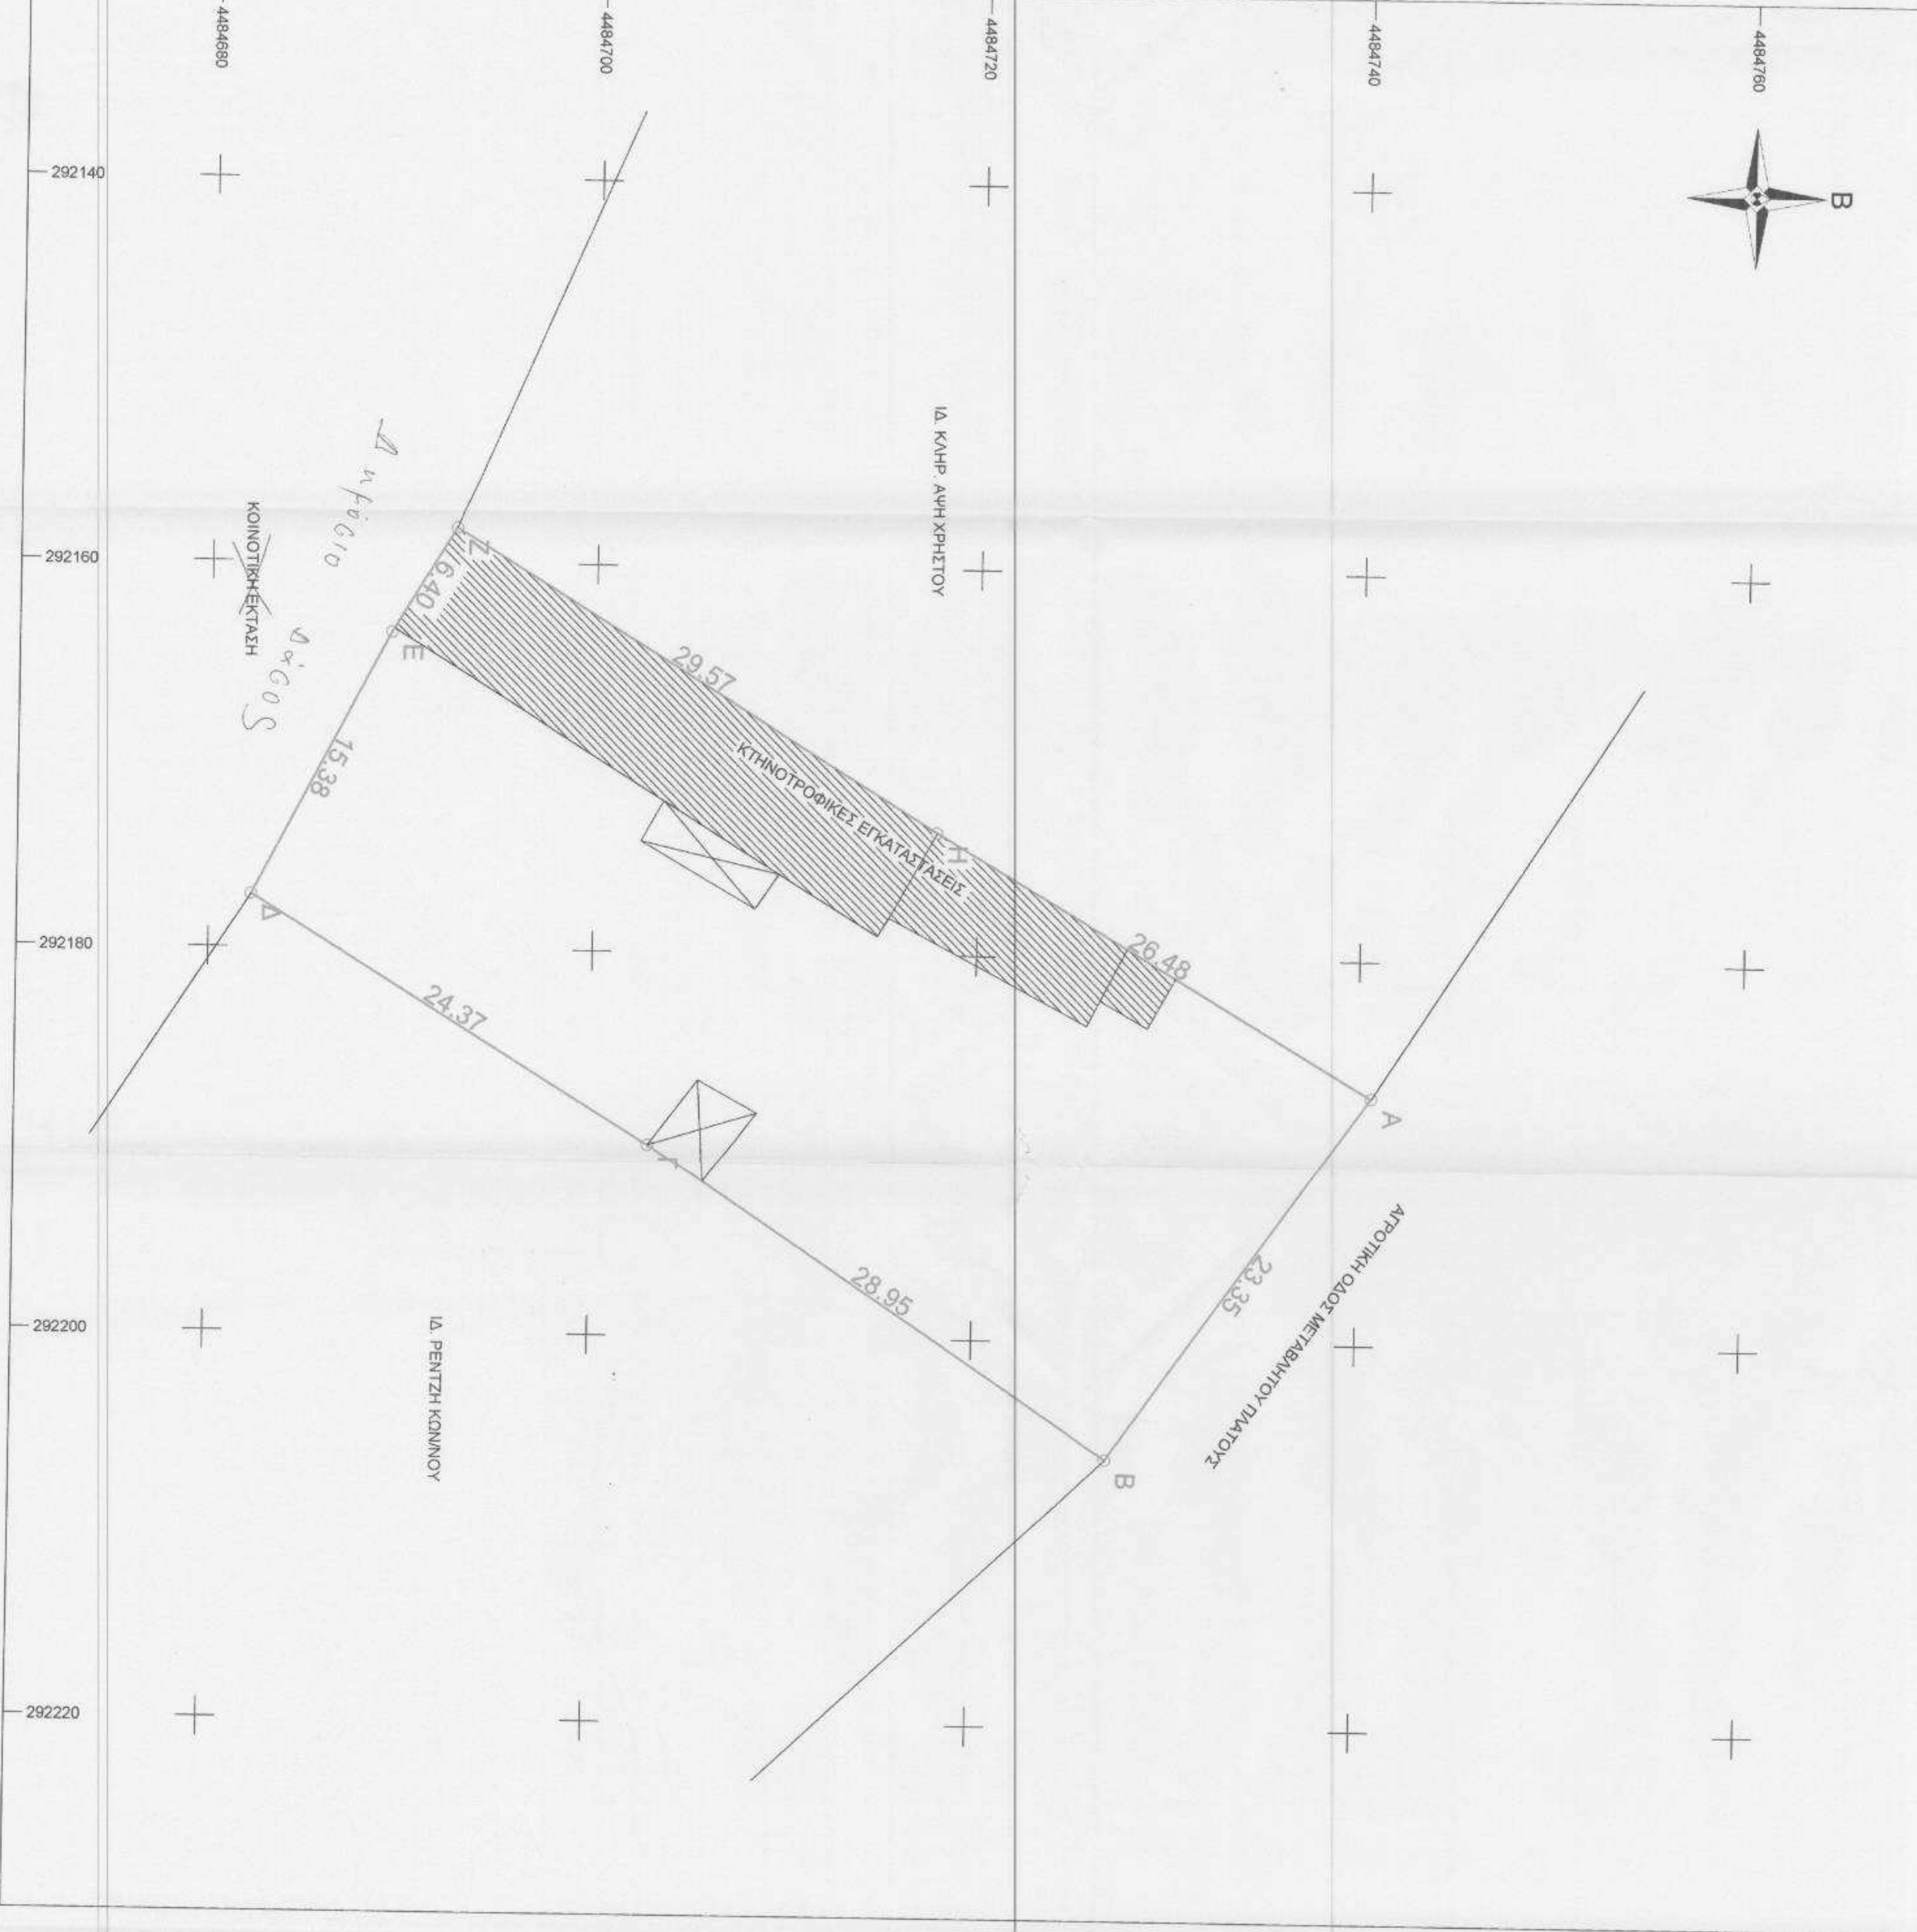 4484680
4484700
4484720
4484740
4484760
Β
292140
292160
292180
292200
292220
ΙΔ. ΚΛΗΡ. ΑΨΗ ΧΡΗΣΤΟΥ
Δημόσιο
Δάσος
ΚΟΙΝΟΤΙΚΗ ΕΚΤΑΣΗ
Ζ
6.40
Ε
29.57
15.38
ΚΤΗΝΟΤΡΟΦΙΚΕΣ ΕΓΚΑΤΑΣΤΑΣΕΙΣ
Η
Δ
26.48
24.37
Α
Γ
ΑΓΡΟΤΙΚΗ ΟΔΟΣ ΜΕΤΑΒΛΗΤΟΥ ΠΛΑΤΟΥΣ
23.35
28.95
ΙΔ. ΡΕΝΤΖΗ ΚΩΝ/ΝΟΥ
Β